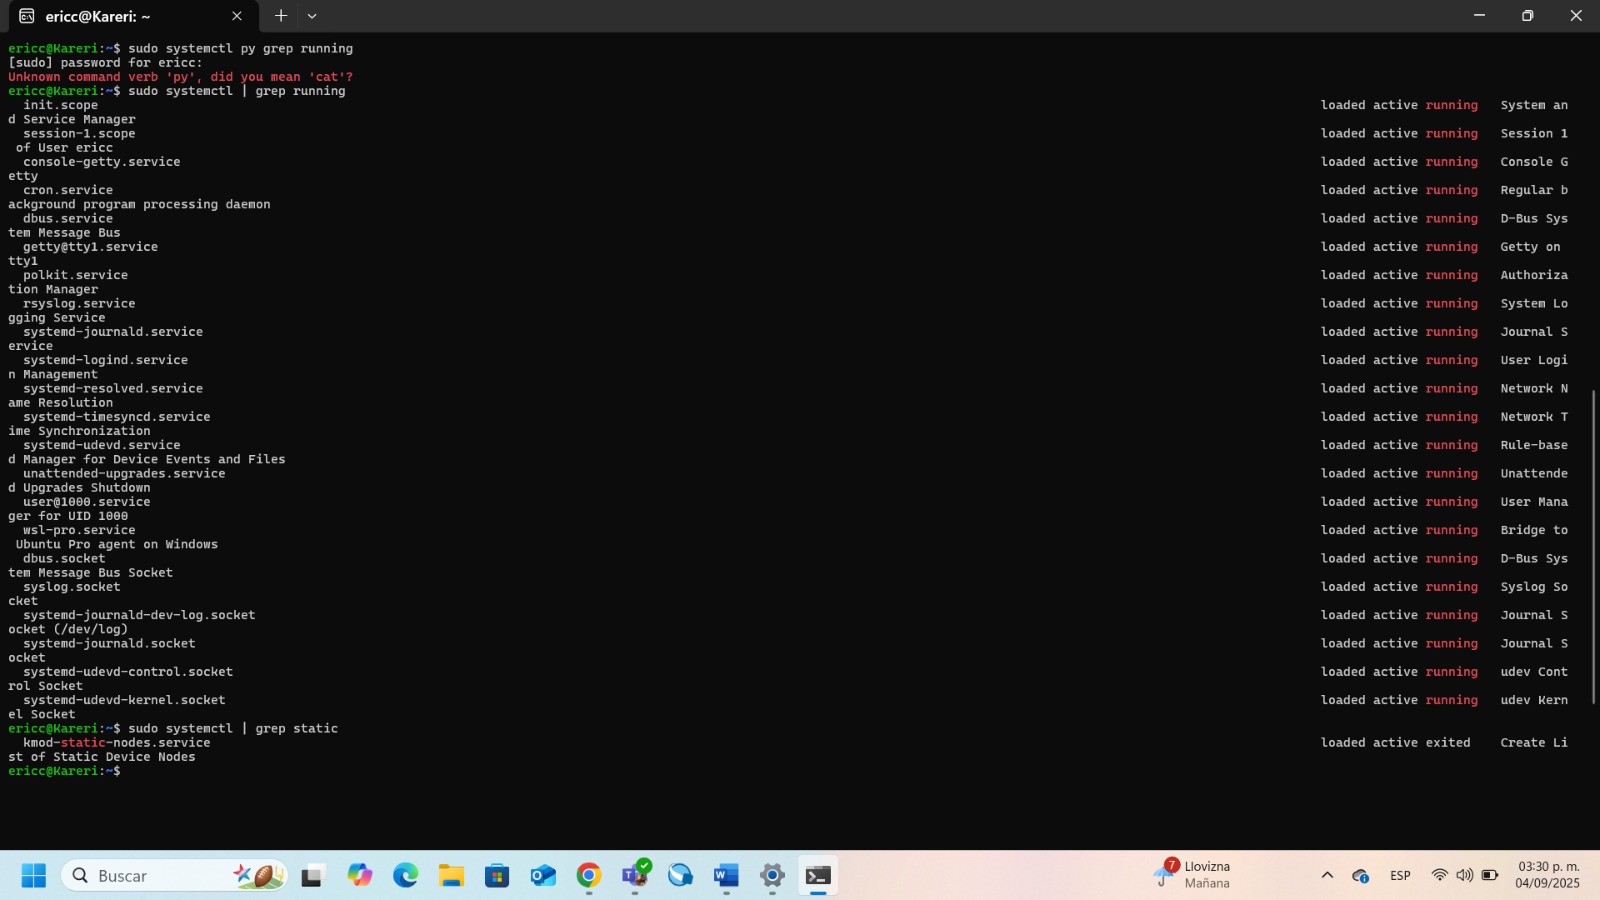 ericc@Kareri: ~
ericc@Kareri:~$ sudo systemctl py grep running
[sudo] password for ericc:
Unknown command verb 'py', did you mean 'cat'?
ericc@Kareri:~$ sudo systemctl | grep running
init.scope loaded active running System an
d Service Manager
session-1.scope loaded active running Session 1
of User ericc
console-getty.service loaded active running Console G
etty
cron.service loaded active running Regular b
ackground program processing daemon
dbus.service loaded active running D-Bus Sys
tem Message Bus
getty@tty1.service loaded active running Getty on
tty1
polkit.service loaded active running Authoriza
tion Manager
rsyslog.service loaded active running System Lo
gging Service
systemd-journald.service loaded active running Journal S
ervice
systemd-logind.service loaded active running User Logi
n Management
systemd-resolved.service loaded active running Network N
ame Resolution
systemd-timesyncd.service loaded active running Network T
ime Synchronization
systemd-udevd.service loaded active running Rule-base
d Manager for Device Events and Files
unattended-upgrades.service loaded active running Unattende
d Upgrades Shutdown
user@1000.service loaded active running User Mana
ger for UID 1000
wsl-pro.service loaded active running Bridge to
Ubuntu Pro agent on Windows
dbus.socket loaded active running D-Bus Sys
tem Message Bus Socket
syslog.socket loaded active running Syslog So
cket
systemd-journald-dev-log.socket loaded active running Journal S
ocket (/dev/log)
systemd-journald.socket loaded active running Journal S
ocket
systemd-udevd-control.socket loaded active running udev Cont
rol Socket
systemd-udevd-kernel.socket loaded active running udev Kern
el Socket
ericc@Kareri:~$ sudo systemctl | grep static
kmod-static-nodes.service loaded active exited Create Li
st of Static Device Nodes
ericc@Kareri:~$
Buscar
7
Llovizna
Mañana
ESP
03:30 p. m.
04/09/2025